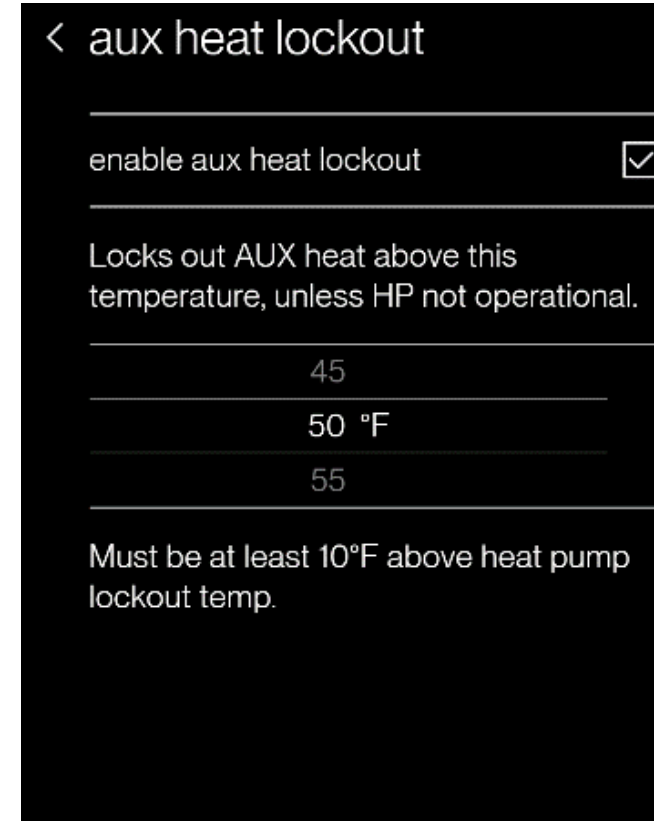 < aux heat lockout
enable aux heat lockout
Locks out AUX heat above this
temperature, unless HP not operational.
45
50 °F
55
Must be at least 10°F above heat pump
lockout temp.